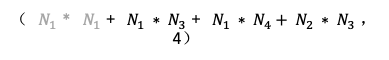 ( N₁ * N₁ + N₁ * N₃ + N₁ * N₄ + N₂ * N₃ ,
4)